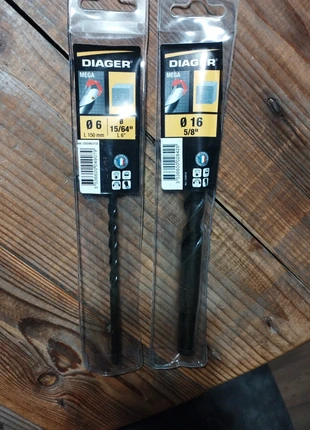 DIAGER
MEGA
Ø 6
L 150 mm
Ø
15/64"
L 6"
DIAGER
MEGA
Ø 16
5/8"